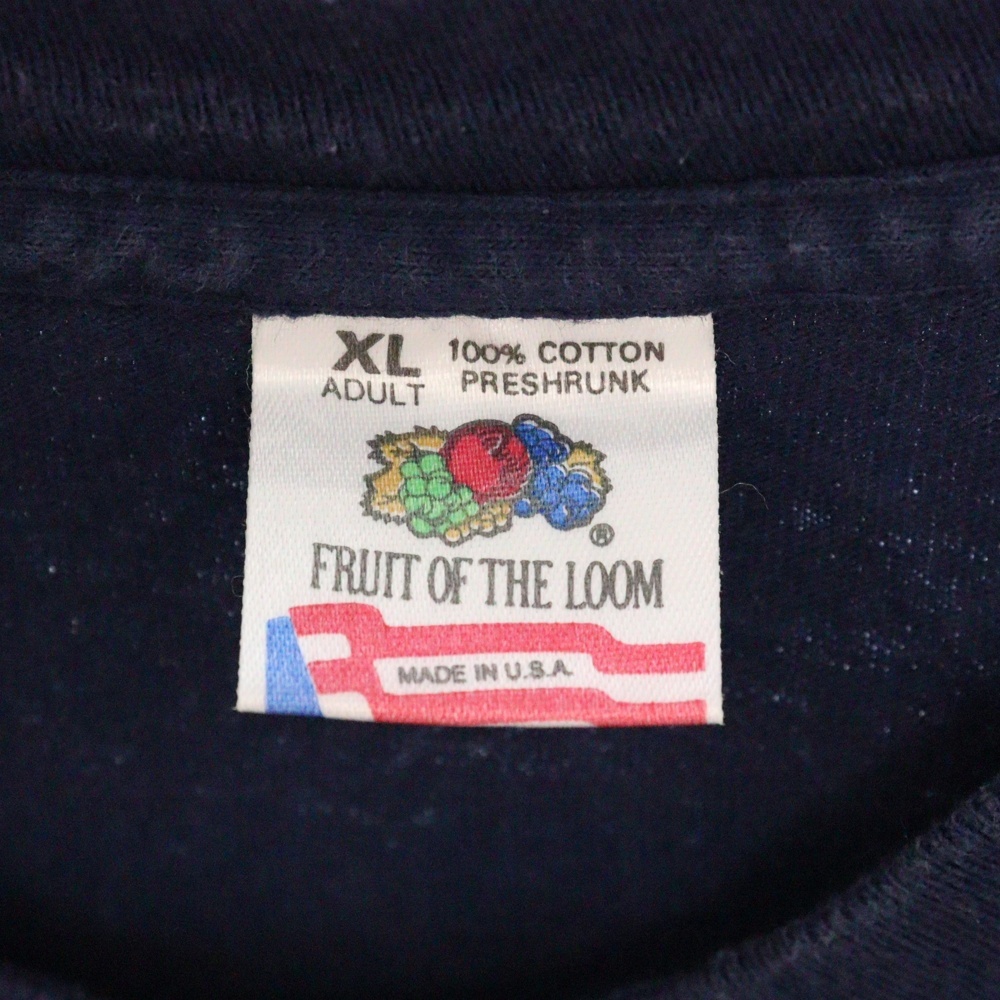 XL
ADULT
100% COTTON
PRESHRUNK
®
FRUIT OF THE LOOM
MADE IN U.S.A.